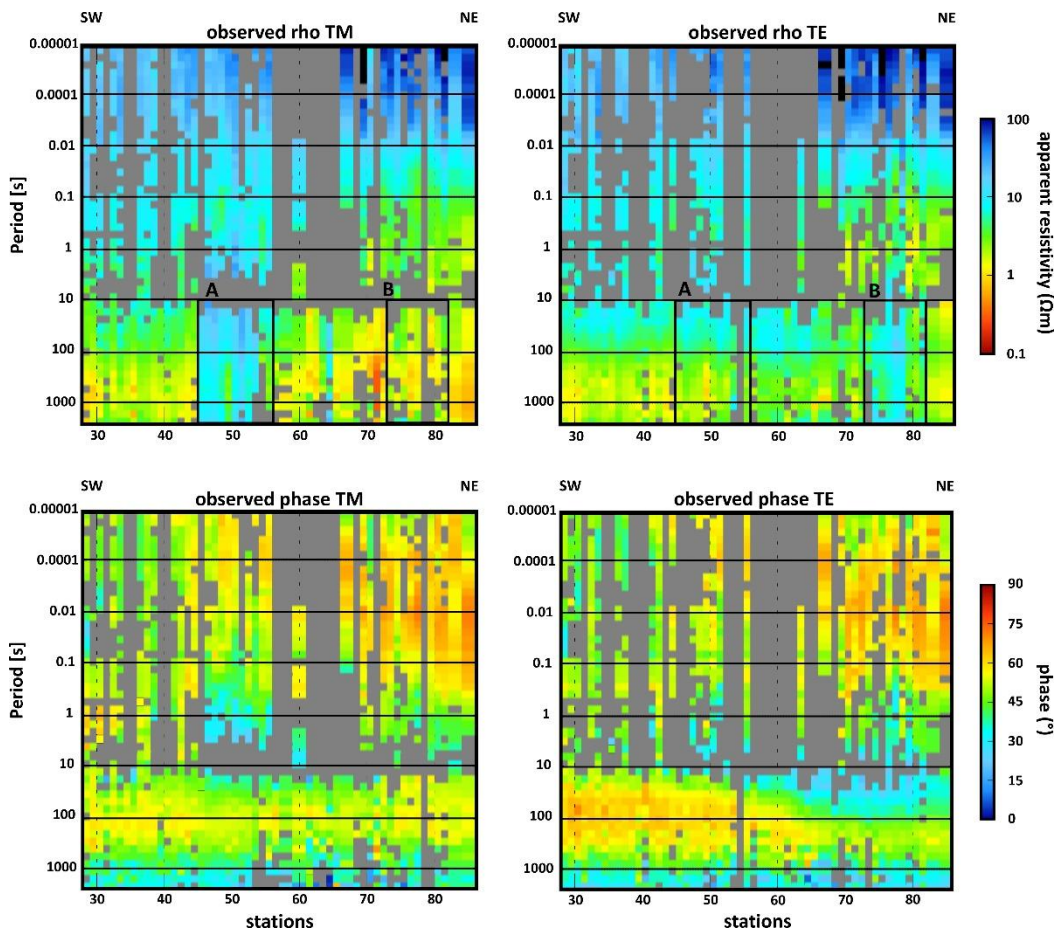 SW NE
observed rho TM
0.00001
0.0001
0.01
0.1
1
10
100
1000
Period [s]
A B
30 40 50 60 70 80
SW NE
observed rho TE
0.00001
0.0001
0.01
0.1
1
10
100
1000
A B
30 40 50 60 70 80
100
10
1
0.1
apparent resistivity (Ωm)
SW NE
observed phase TM
0.00001
0.0001
0.01
0.1
1
10
100
1000
Period [s]
30 40 50 60 70 80
stations
SW NE
observed phase TE
0.00001
0.0001
0.01
0.1
1
10
100
1000
30 40 50 60 70 80
stations
90
75
60
45
30
15
0
phase (°)